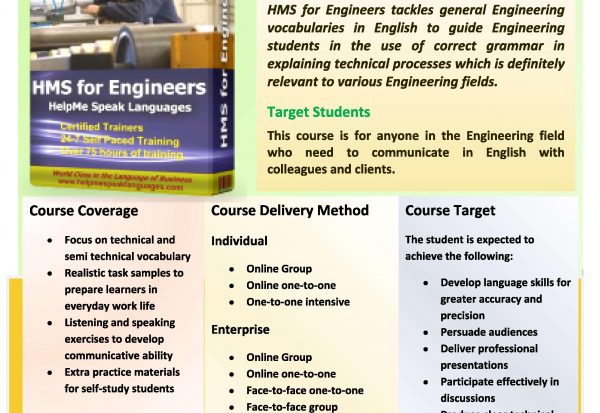 HMS for Engineers tackles general Engineering
vocabularies in English to guide Engineering
students in the use of correct grammar in
explaining technical processes which is definitely
relevant to various Engineering fields.
Target Students
This course is for anyone in the Engineering field
who need to communicate in English with
colleagues and clients.
HMS for Engineers
HelpMe Speak Languages
Certified Trainers
24-7 Self Paced Training
Over 75 hours of training
World Class in the Language of Business
www.helpmespeaklanguages.com
HMS for Engine
Course Coverage
• Focus on technical and
semi technical vocabulary
• Realistic task samples to
prepare learners in
everyday work life
• Listening and speaking
exercises to develop
communicative ability
• Extra practice materials
for self-study students
Course Delivery Method
Individual
• Online Group
• Online one-to-one
• One-to-one intensive
Enterprise
• Online Group
• Online one-to-one
• Face-to-face one-to-one
• Face-to-face group
Course Target
The student is expected to
achieve the following:
• Develop language skills for
greater accuracy and
precision
• Persuade audiences
• Deliver professional
presentations
• Participate effectively in
discussions
• Produce clear technical